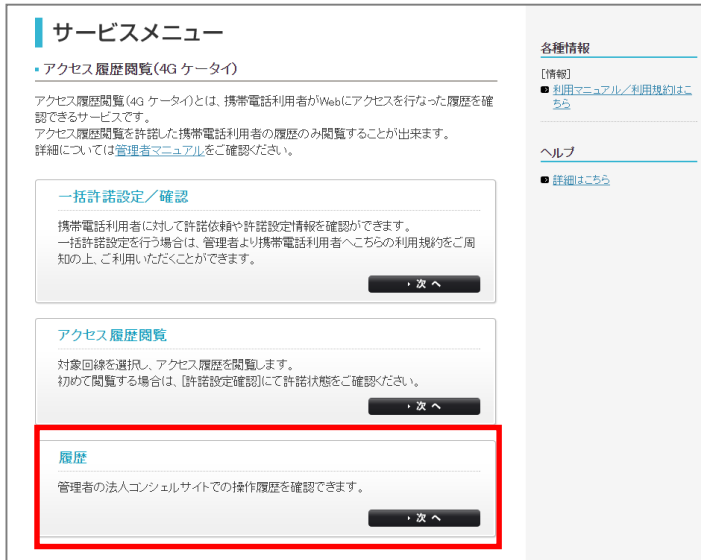 サービスメニュー
アクセス履歴閲覧(4G ケータイ)
アクセス履歴閲覧(4G ケータイ)とは、携帯電話利用者がWebにアクセスを行なった履歴を確
認できるサービスです。
アクセス履歴閲覧を許諾した携帯電話利用者の履歴のみ閲覧することが出来ます。
詳細については管理者マニュアルをご確認ください。
一括許諾設定／確認
携帯電話利用者に対して許諾依頼や許諾設定情報を確認ができます。
一括許諾設定を行う場合は、管理者より携帯電話利用者へこちらの利用規約をご周
知の上、ご利用いただくことができます。
次 へ
アクセス履歴閲覧
対象回線を選択し、アクセス履歴を閲覧します。
初めて閲覧する場合は、[許諾設定確認]にて許諾状態をご確認ください。
次 へ
履歴
管理者の法人コンシェルサイトでの操作履歴を確認できます。
次 へ
各種情報
[情報]
利用マニュアル／利用規約はこ
ちら
ヘルプ
詳細はこちら